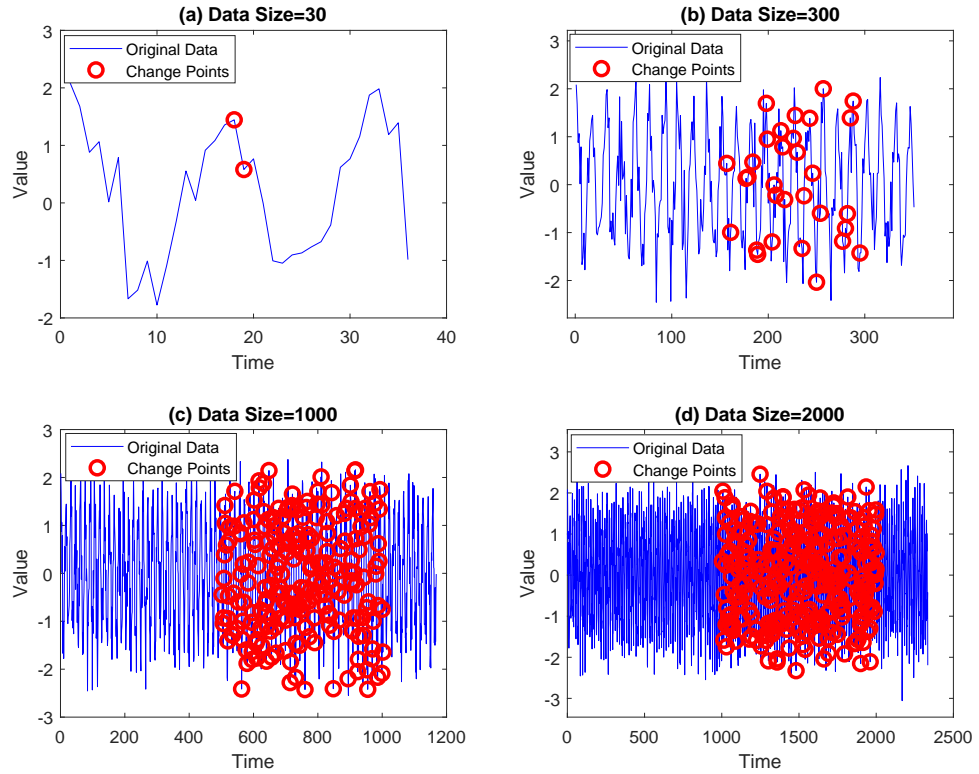 (a) Data Size=30
Original Data
Change Points
3
2
1
0
-1
-2
Value
0 10 20 30 40
Time
(b) Data Size=300
Original Data
Change Points
2
1
0
-1
-2
Value
0 100 200 300
Time
(c) Data Size=1000
Original Data
Change Points
3
2
1
0
-1
-2
-3
Value
0 200 400 600 800 1000 1200
Time
(d) Data Size=2000
Original Data
Change Points
3
2
1
0
-1
-2
-3
Value
0 500 1000 1500 2000 2500
Time